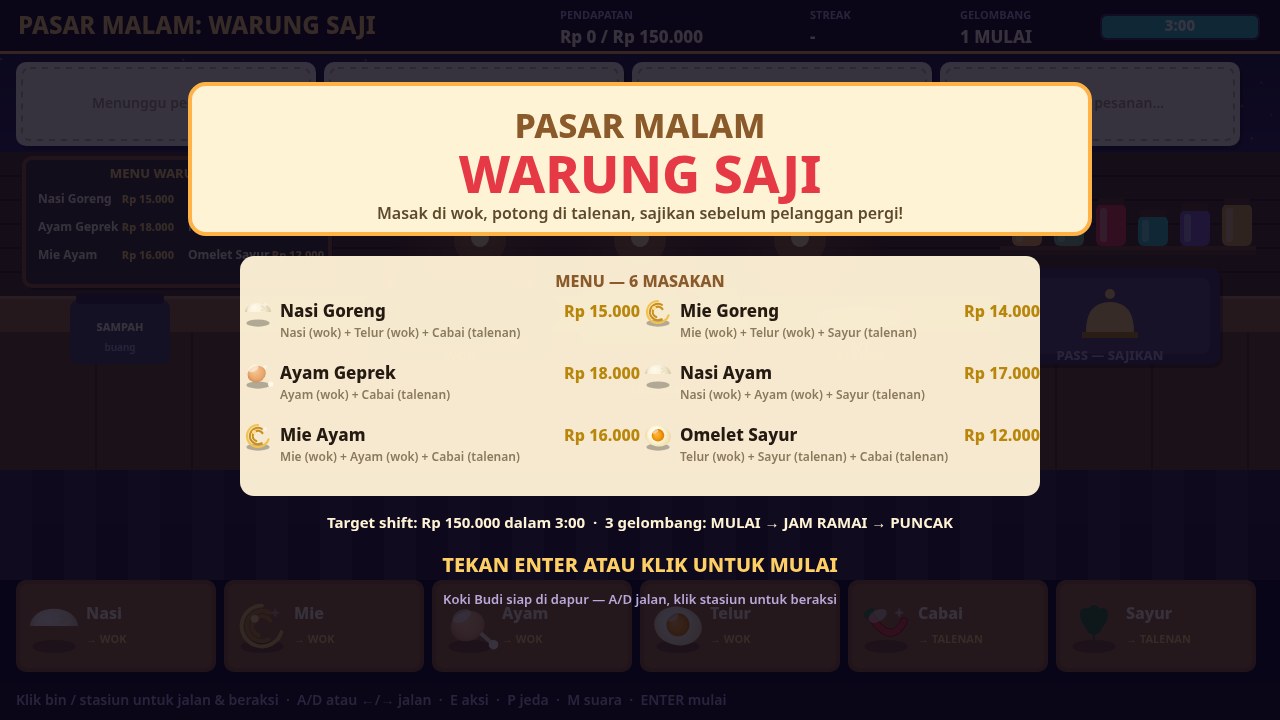 PASAR MALAM: WARUNG SAJI
PENDAPATAN
Rp 0 / Rp 150.000
STREAK
-
GELOMBANG
1 MULAI
3:00
Menunggu
pesanan...
PASAR MALAM
WARUNG SAJI
Masak di wok, potong di talenan, sajikan sebelum pelanggan pergi!
MENU
Nasi Goreng Rp 15.000
Ayam Geprek Rp 18.000
Mie Ayam Rp 16.000 Omelet Sayur Rp 12.000
MENU — 6 MASAKAN
Nasi Goreng Rp 15.000
Nasi (wok) + Telur (wok) + Cabai (talenan)
Mie Goreng Rp 14.000
Mie (wok) + Telur (wok) + Sayur (talenan)
Ayam Geprek Rp 18.000
Ayam (wok) + Cabai (talenan)
Nasi Ayam Rp 17.000
Nasi (wok) + Ayam (wok) + Sayur (talenan)
Mie Ayam Rp 16.000
Mie (wok) + Ayam (wok) + Cabai (talenan)
Omelet Sayur Rp 12.000
Telur (wok) + Sayur (talenan) + Cabai (talenan)
SAMPAH
buang
PASS — SAJIKAN
Target shift: Rp 150.000 dalam 3:00 · 3 gelombang: MULAI → JAM RAMAI → PUNCAK
TEKAN ENTER ATAU KLIK UNTUK MULAI
Koki Budi siap di dapur — A/D jalan, klik stasiun untuk beraksi
Nasi
→ WOK
Mie
→ WOK
Ayam
→ WOK
Telur
→ WOK
Cabai
→ TALENAN
Sayur
→ TALENAN
Klik bin / stasiun untuk jalan & beraksi · A/D atau ←/→ jalan · E aksi · P jeda · M suara · ENTER mulai